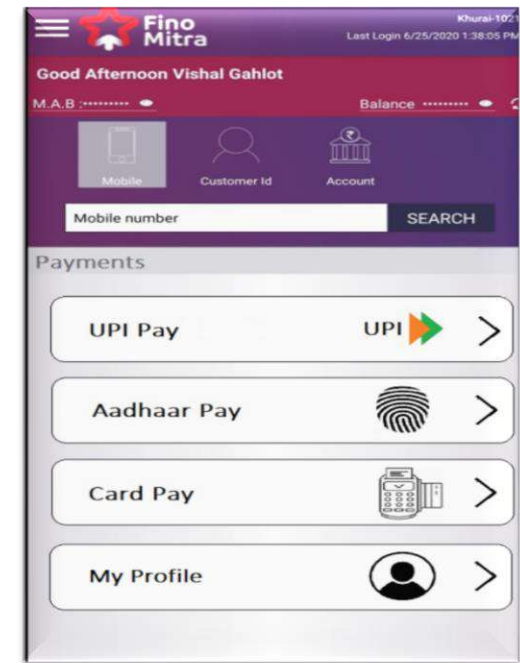 Fino
Mitra
Khurai-1021
Last Login 6/25/2020 1:38:05 PM
Good Afternoon Vishal Gahlot
M.A.B :•••••••••
Balance •••••••••
Mobile
Customer Id
Account
Mobile number
SEARCH
Payments
UPI Pay
UPI
Aadhaar Pay
Card Pay
My Profile